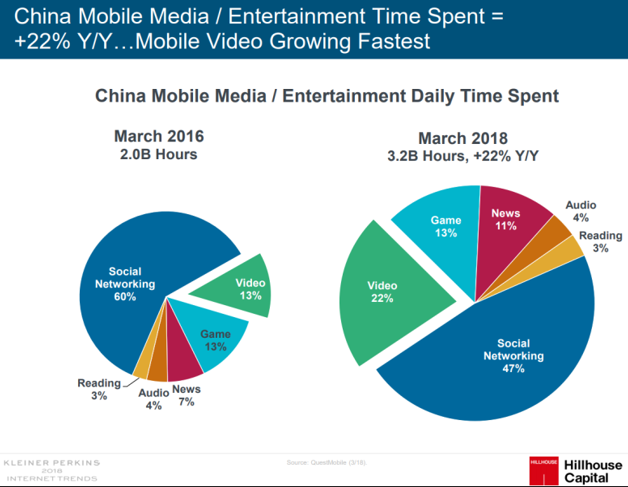 China Mobile Media / Entertainment Time Spent =
+22% Y/Y…Mobile Video Growing Fastest
China Mobile Media / Entertainment Daily Time Spent
March 2016
2.0B Hours
Social
Networking
60%
Video
13%
Game
13%
News
7%
Audio
4%
Reading
3%
March 2018
3.2B Hours, +22% Y/Y
Game
13%
News
11%
Audio
4%
Reading
3%
Video
22%
Social
Networking
47%
KLEINER PERKINS
2018
INTERNET TRENDS
Source: QuestMobile (3/18).
HILLHOUSE
Hillhouse
Capital